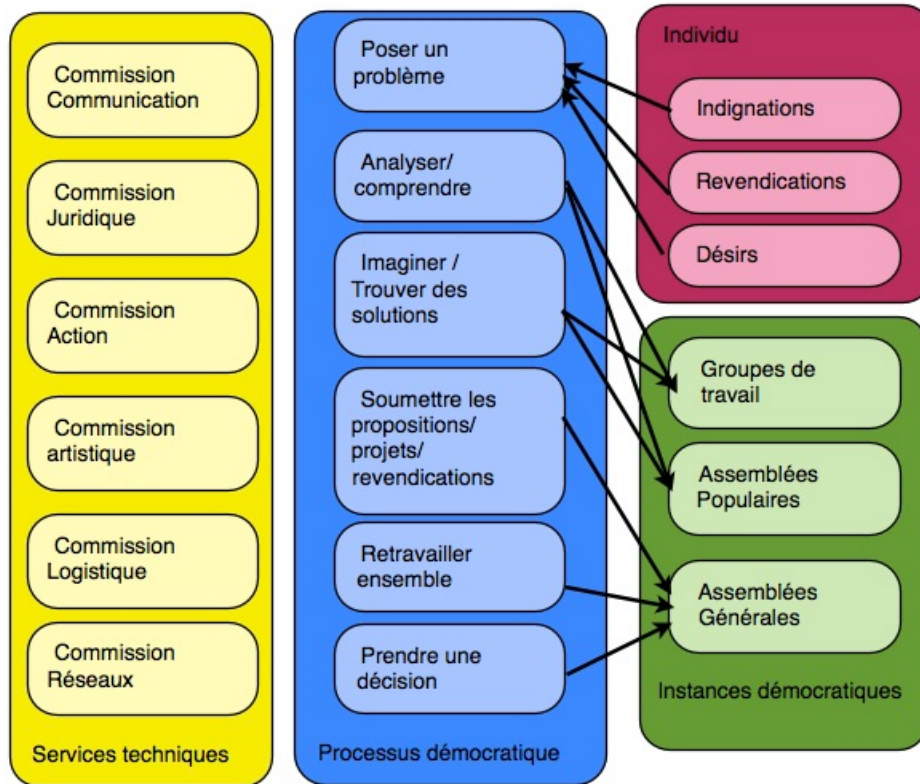 Commission
Communication
Commission
Juridique
Commission
Action
Commission
artistique
Commission
Logistique
Commission
Réseaux
Services techniques
Poser un
problème
Analyser/
comprendre
Imaginer /
Trouver des
solutions
Soumettre les
propositions/
projets/
revendications
Retravailler
ensemble
Prendre une
décision
Processus démocratique
Individu
Indignations
Revendications
Désirs
Groupes de
travail
Assemblées
Populaires
Assemblées
Générales
Instances démocratiques